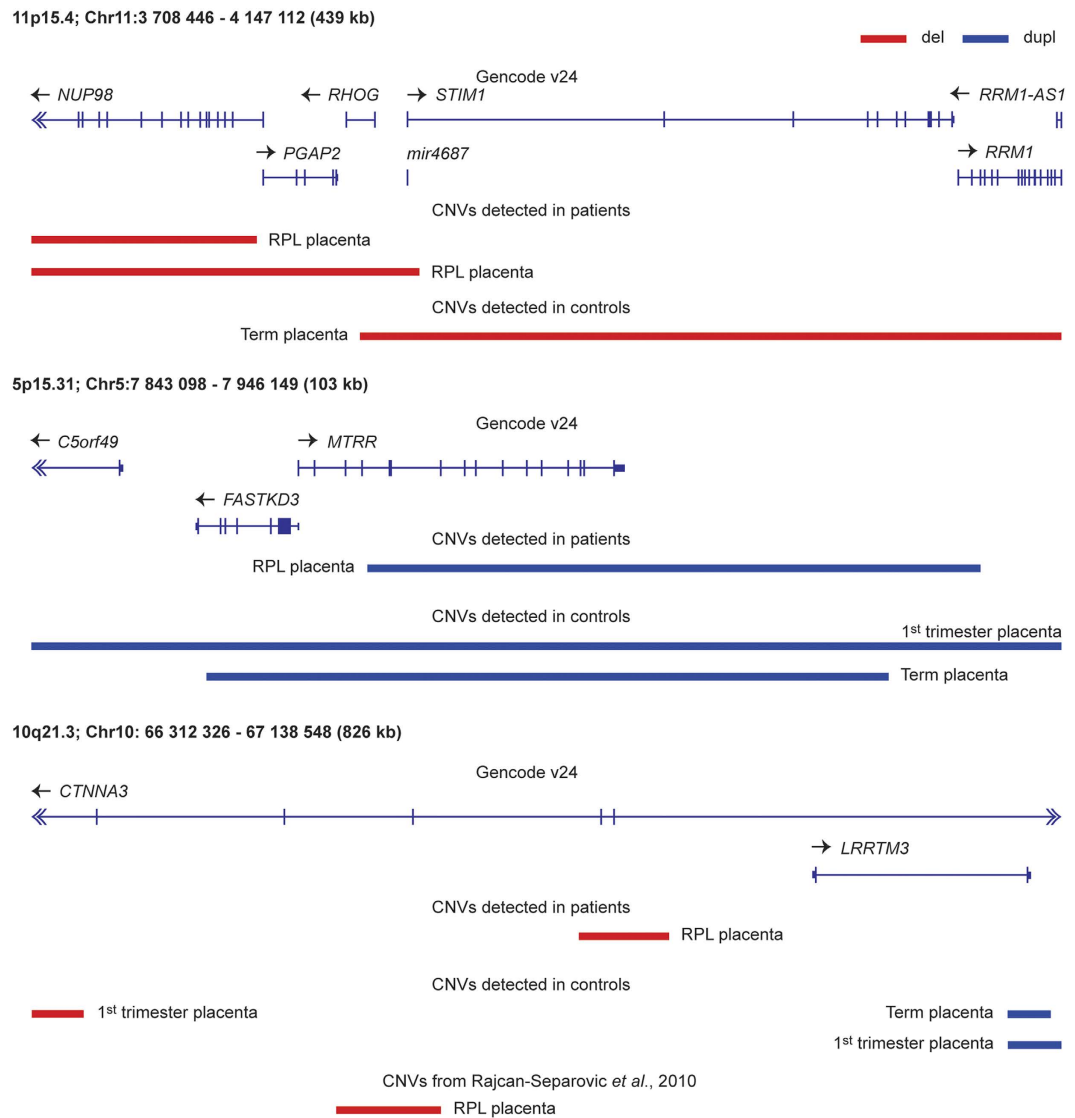 11p15.4; Chr11:3 708 446 - 4 147 112 (439 kb)
del dupl
Gencode v24
NUP98 RHOG STIM1 RRM1-AS1
PGAP2 mir4687 RRM1
CNVs detected in patients
RPL placenta
RPL placenta
CNVs detected in controls
Term placenta
5p15.31; Chr5:7 843 098 - 7 946 149 (103 kb)
Gencode v24
C5orf49 MTRR
FASTKD3
CNVs detected in patients
RPL placenta
CNVs detected in controls
1st trimester placenta
Term placenta
10q21.3; Chr10: 66 312 326 - 67 138 548 (826 kb)
Gencode v24
CTNNA3
LRRTM3
CNVs detected in patients
RPL placenta
CNVs detected in controls
1st trimester placenta Term placenta
1st trimester placenta
CNVs from Rajcan-Separovic et al., 2010
RPL placenta